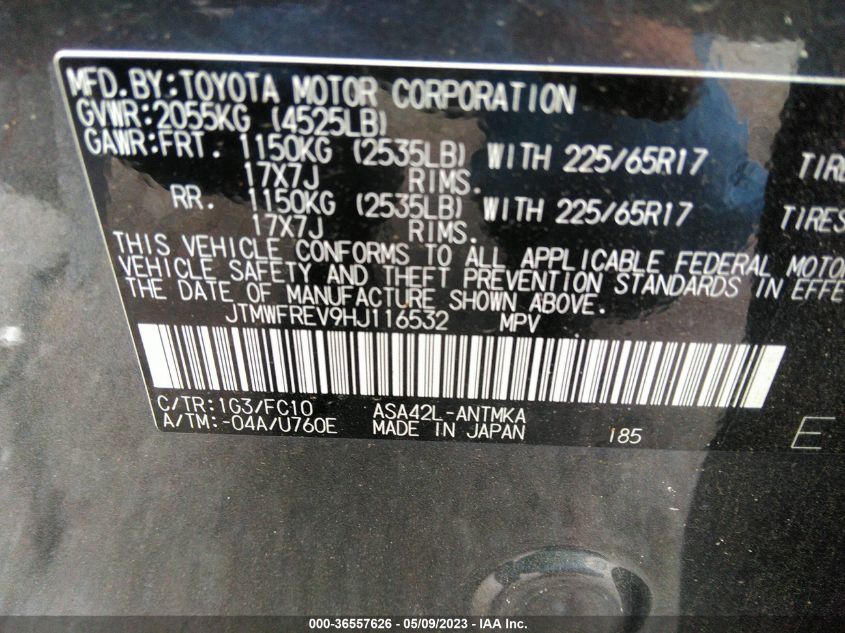 MFD.BY:TOYOTA MOTOR CORPORATION
GVWR:2055KG (4525LB)
GAWR:FRT. 1150KG (2535LB) WITH 225/65R17 TIRE
17X7J RIMS.
RR. 1150KG (2535LB) WITH 225/65R17 TIRES
17X7J RIMS.
THIS VEHICLE CONFORMS TO ALL APPLICABLE FEDERAL MOTO
VEHICLE SAFETY AND THEFT PREVENTION STANDARDS IN EFFE
THE DATE OF MANUFACTURE SHOWN ABOVE.
JTMWFREV9HJ116532 MPV
C/TR:1G3/FC10 ASA42L-ANTMKA
A/TM:-04A/U760E MADE IN JAPAN 185 E
000-36557626 - 05/09/2023 - IAA Inc.